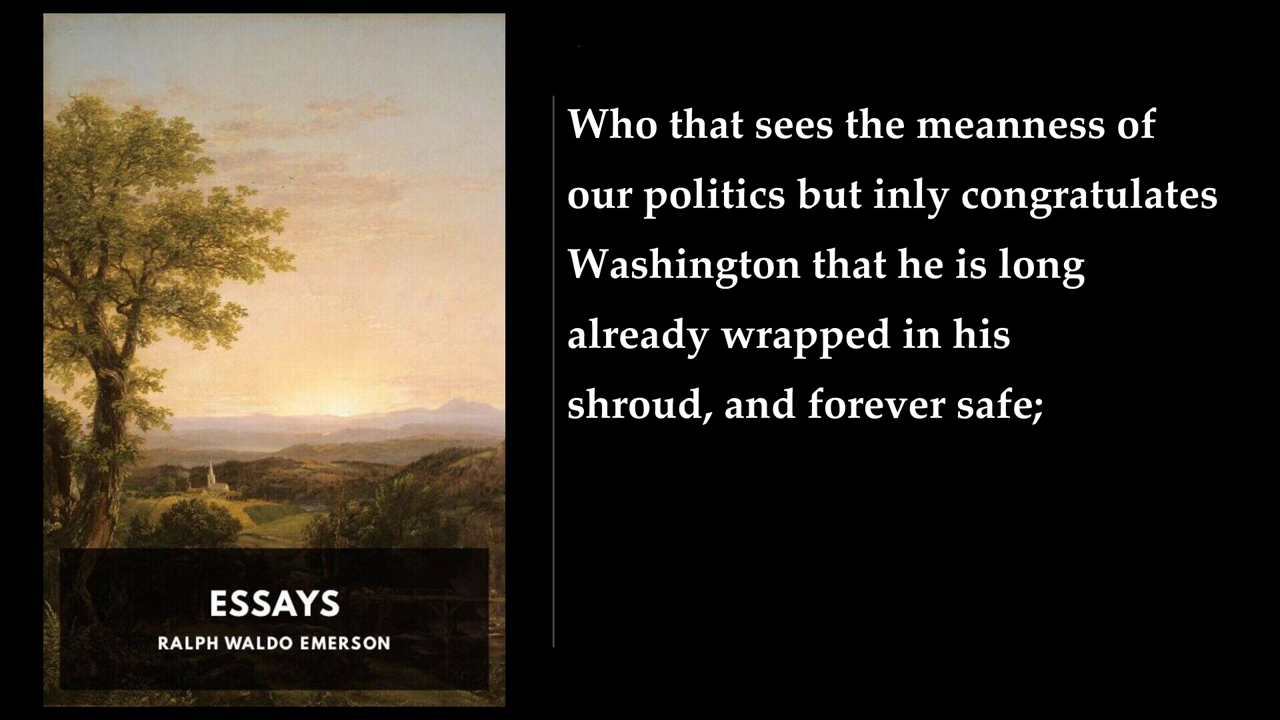 ESSAYS
RALPH WALDO EMERSON
Who that sees the meanness of
our politics but inly congratulates
Washington that he is long
already wrapped in his
shroud, and forever safe;